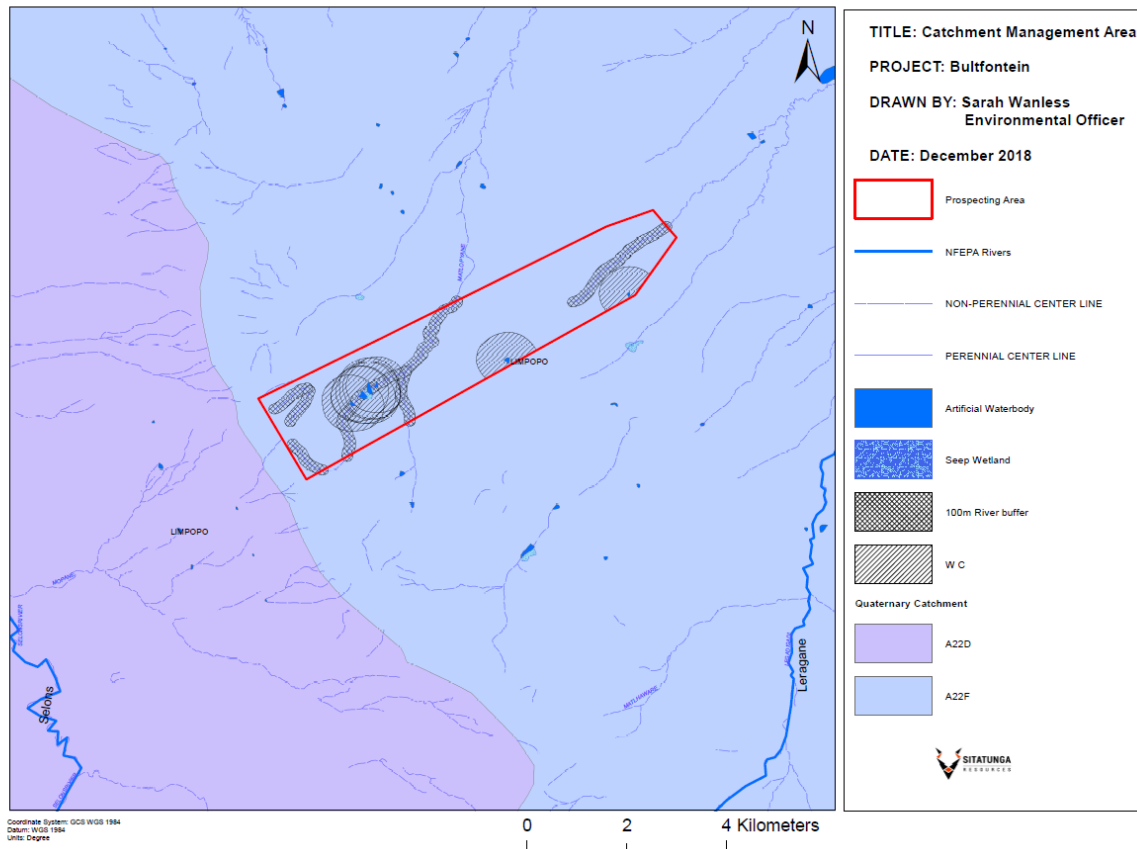 N
MATLOPYANE
LIMPOPO
LIMPOPO
MATLHAWARE
Selons
Leragane
TITLE: Catchment Management Area
PROJECT: Bultfontein
DRAWN BY: Sarah Wanless
Environmental Officer
DATE: December 2018
Prospecting Area
NFEPA Rivers
NON-PERENNIAL CENTER LINE
PERENNIAL CENTER LINE
Artificial Waterbody
Seep Wetland
100m River buffer
W C
Quaternary Catchment
A22D
A22F
SITATUNGA
RESOURCES
Coordinate System: GCS WGS 1984
Datum: WGS 1984
Units: Degree
0 2 4 Kilometers